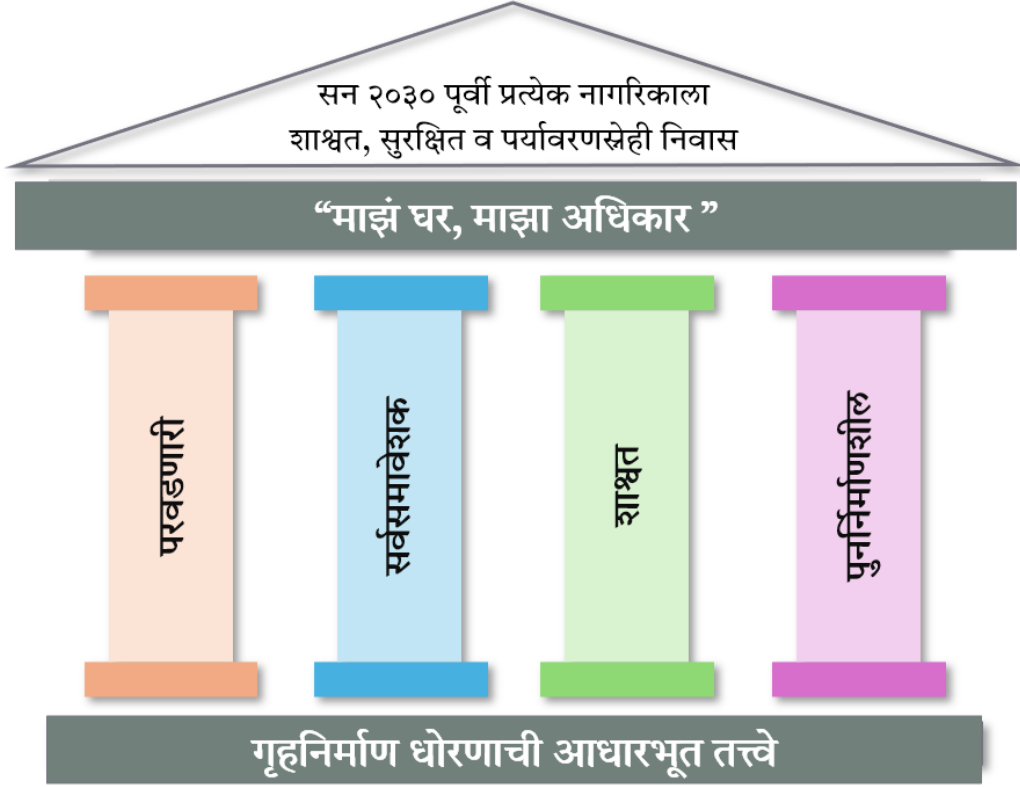 सन २०३० पूर्वी प्रत्येक नागरिकाला
शाश्वत, सुरक्षित व पर्यावरणस्नेही निवास
“माझं घर, माझा अधिकार ”
परवडणारी
सर्वसमावेशक
शाश्वत
पुनर्निर्माणशील
गृहनिर्माण धोरणाची आधारभूत तत्त्वे